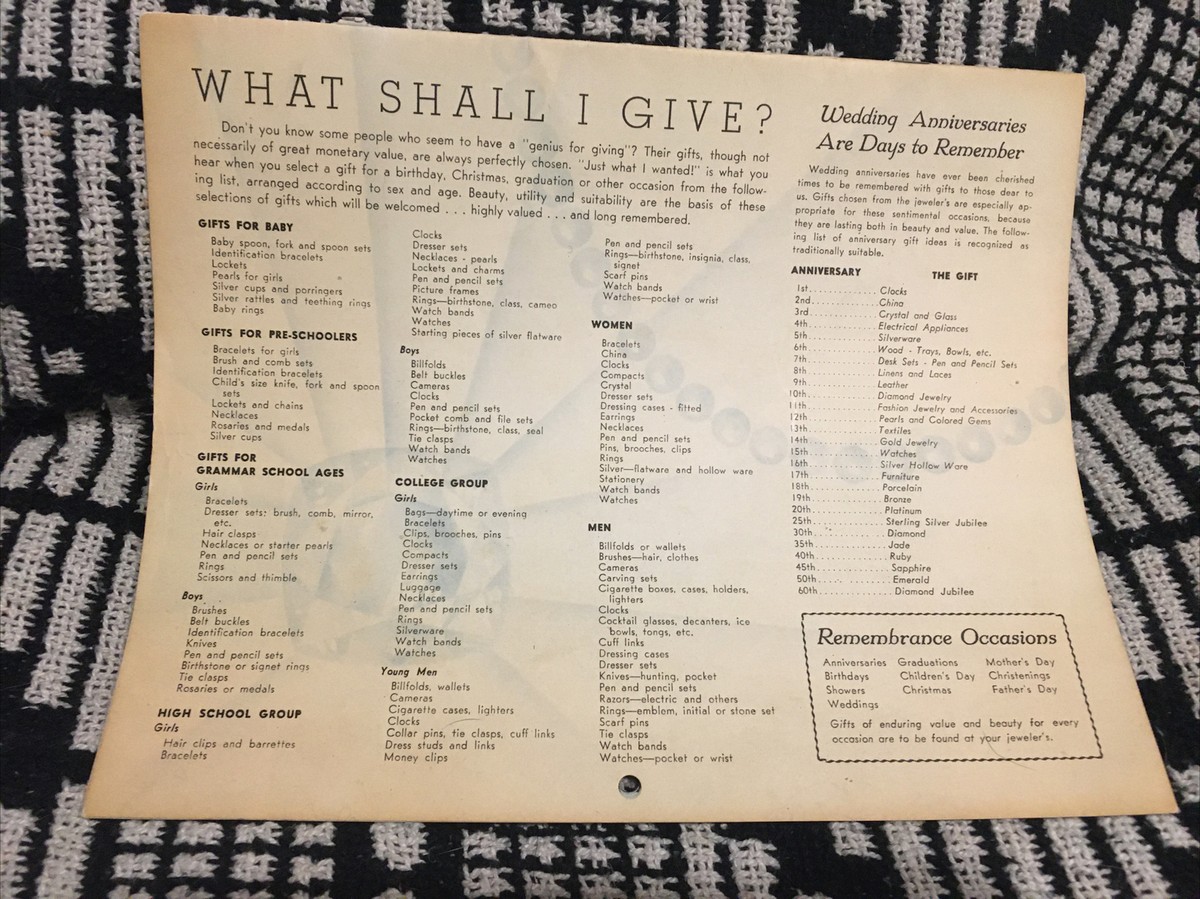 WHAT SHALL I GIVE?
Don't you know some people who seem to have a "genius for giving"? Their gifts, though not
necessarily of great monetary value, are always perfectly chosen. "Just what I wanted!" is what you
hear when you select a gift for a birthday, Christmas, graduation or other occasion from the follow-
ing list, arranged according to sex and age. Beauty, utility and suitability are the basis of these
selections of gifts which will be welcomed . . . highly valued . . . and long remembered.
GIFTS FOR BABY
Baby spoon, fork and spoon sets
Identification bracelets
Lockets
Pearls for girls
Silver cups and porringers
Silver rattles and teething rings
Baby rings
GIFTS FOR PRE-SCHOOLERS
Bracelets for girls
Brush and comb sets
Identification bracelets
Child's size knife, fork and spoon
sets
Lockets and chains
Necklaces
Rosaries and medals
Silver cups
GIFTS FOR
GRAMMAR SCHOOL AGES
Girls
Bracelets
Dresser sets: brush, comb, mirror,
etc.
Hair clasps
Necklaces or starter pearls
Pen and pencil sets
Rings
Scissors and thimble
Boys
Brushes
Belt buckles
Identification bracelets
Knives
Pen and pencil sets
Birthstone or signet rings
Tie clasps
Rosaries or medals
HIGH SCHOOL GROUP
Girls
Hair clips and barrettes
Bracelets
Clocks
Dresser sets
Necklaces - pearls
Lockets and charms
Pen and pencil sets
Picture frames
Rings—birthstone, class, cameo
Watch bands
Watches
Starting pieces of silver flatware
Boys
Billfolds
Belt buckles
Cameras
Clocks
Pen and pencil sets
Pocket comb and file sets
Rings—birthstone, class, seal
Tie clasps
Watch bands
Watches
COLLEGE GROUP
Girls
Bags—daytime or evening
Bracelets
Clips, brooches, pins
Clocks
Compacts
Dresser sets
Earrings
Luggage
Necklaces
Pen and pencil sets
Rings
Silverware
Watch bands
Watches
Young Men
Billfolds, wallets
Cameras
Cigarette cases, lighters
Clocks
Collar pins, tie clasps, cuff links
Dress studs and links
Money clips
Pen and pencil sets
Rings—birthstone, insignia, class,
signet
Scarf pins
Watch bands
Watches—pocket or wrist
WOMEN
Bracelets
China
Clocks
Compacts
Crystal
Dresser sets
Dressing cases - fitted
Earrings
Necklaces
Pen and pencil sets
Pins, brooches, clips
Rings
Silver—flatware and hollow ware
Stationery
Watch bands
Watches
MEN
Billfolds or wallets
Brushes—hair, clothes
Cameras
Carving sets
Cigarette boxes, cases, holders,
lighters
Clocks
Cocktail glasses, decanters, ice
bowls, tongs, etc.
Cuff links
Dressing cases
Dresser sets
Knives—hunting, pocket
Pen and pencil sets
Razors—electric and others
Rings—emblem, initial or stone set
Scarf pins
Tie clasps
Watch bands
Watches—pocket or wrist
Wedding Anniversaries
Are Days to Remember
Wedding anniversaries have ever been cherished
times to be remembered with gifts to those dear to
us. Gifts chosen from the jeweler's are especially ap-
propriate for these sentimental occasions, because
they are lasting both in beauty and value. The follow-
ing list of anniversary gift ideas is recognized as
traditionally suitable.
ANNIVERSARY THE GIFT
1st.............Clocks
2nd.............China
3rd.............Crystal and Glass
4th.............Electrical Appliances
5th.............Silverware
6th.............Wood - Trays, Bowls, etc.
7th.............Desk Sets - Pen and Pencil Sets
8th.............Linens and Laces
9th.............Leather
10th.............Diamond Jewelry
11th.............Fashion Jewelry and Accessories
12th.............Pearls and Colored Gems
13th.............Textiles
14th.............Gold Jewelry
15th.............Watches
16th.............Silver Hollow Ware
17th.............Furniture
18th.............Porcelain
19th.............Bronze
20th.............Platinum
25th.............Sterling Silver Jubilee
30th.............Diamond
35th.............Jade
40th.............Ruby
45th.............Sapphire
50th.............Emerald
60th.............Diamond Jubilee
Remembrance Occasions
Anniversaries Graduations Mother's Day
Birthdays Children's Day Christenings
Showers Christmas Father's Day
Weddings
Gifts of enduring value and beauty for every
occasion are to be found at your jeweler's.